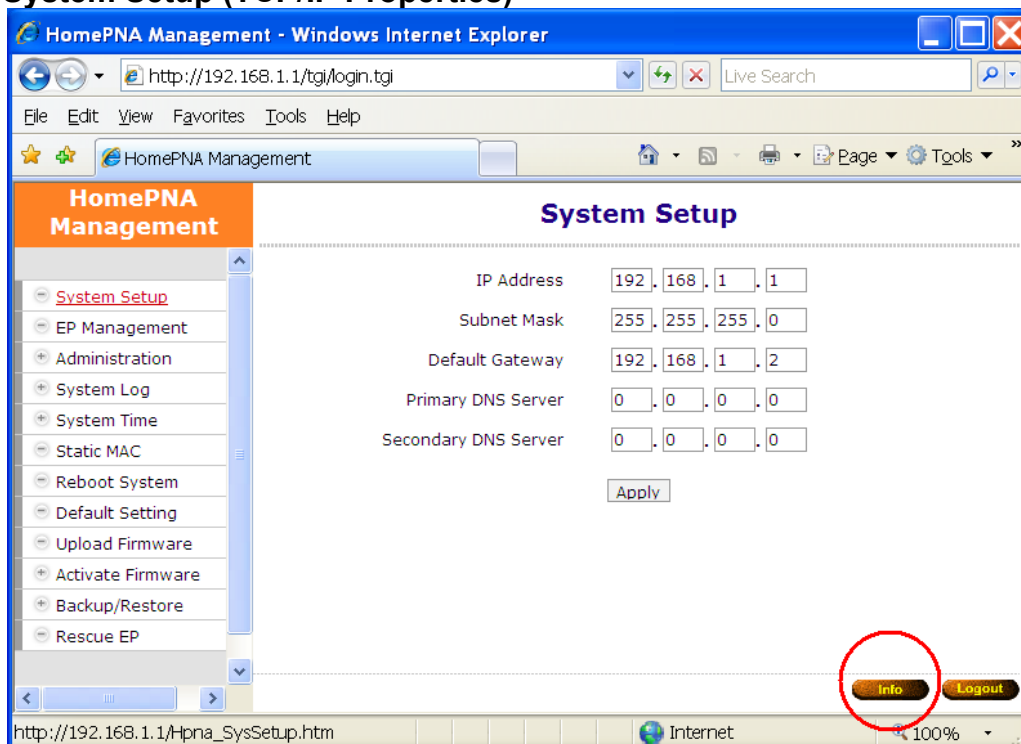 System Setup (TCP/IP Properties)
HomePNA Management - Windows Internet Explorer
http://192.168.1.1/tgi/login.tgi
Live Search
File Edit View Favorites Tools Help
HomePNA Management
Page Tools »
HomePNA
Management
System Setup
EP Management
Administration
System Log
System Time
Static MAC
Reboot System
Default Setting
Upload Firmware
Activate Firmware
Backup/Restore
Rescue EP
System Setup
IP Address 192 . 168 . 1 . 1
Subnet Mask 255 . 255 . 255 . 0
Default Gateway 192 . 168 . 1 . 2
Primary DNS Server 0 . 0 . 0 . 0
Secondary DNS Server 0 . 0 . 0 . 0
Apply
Info Logout
http://192.168.1.1/Hpna_SysSetup.htm Internet 100%